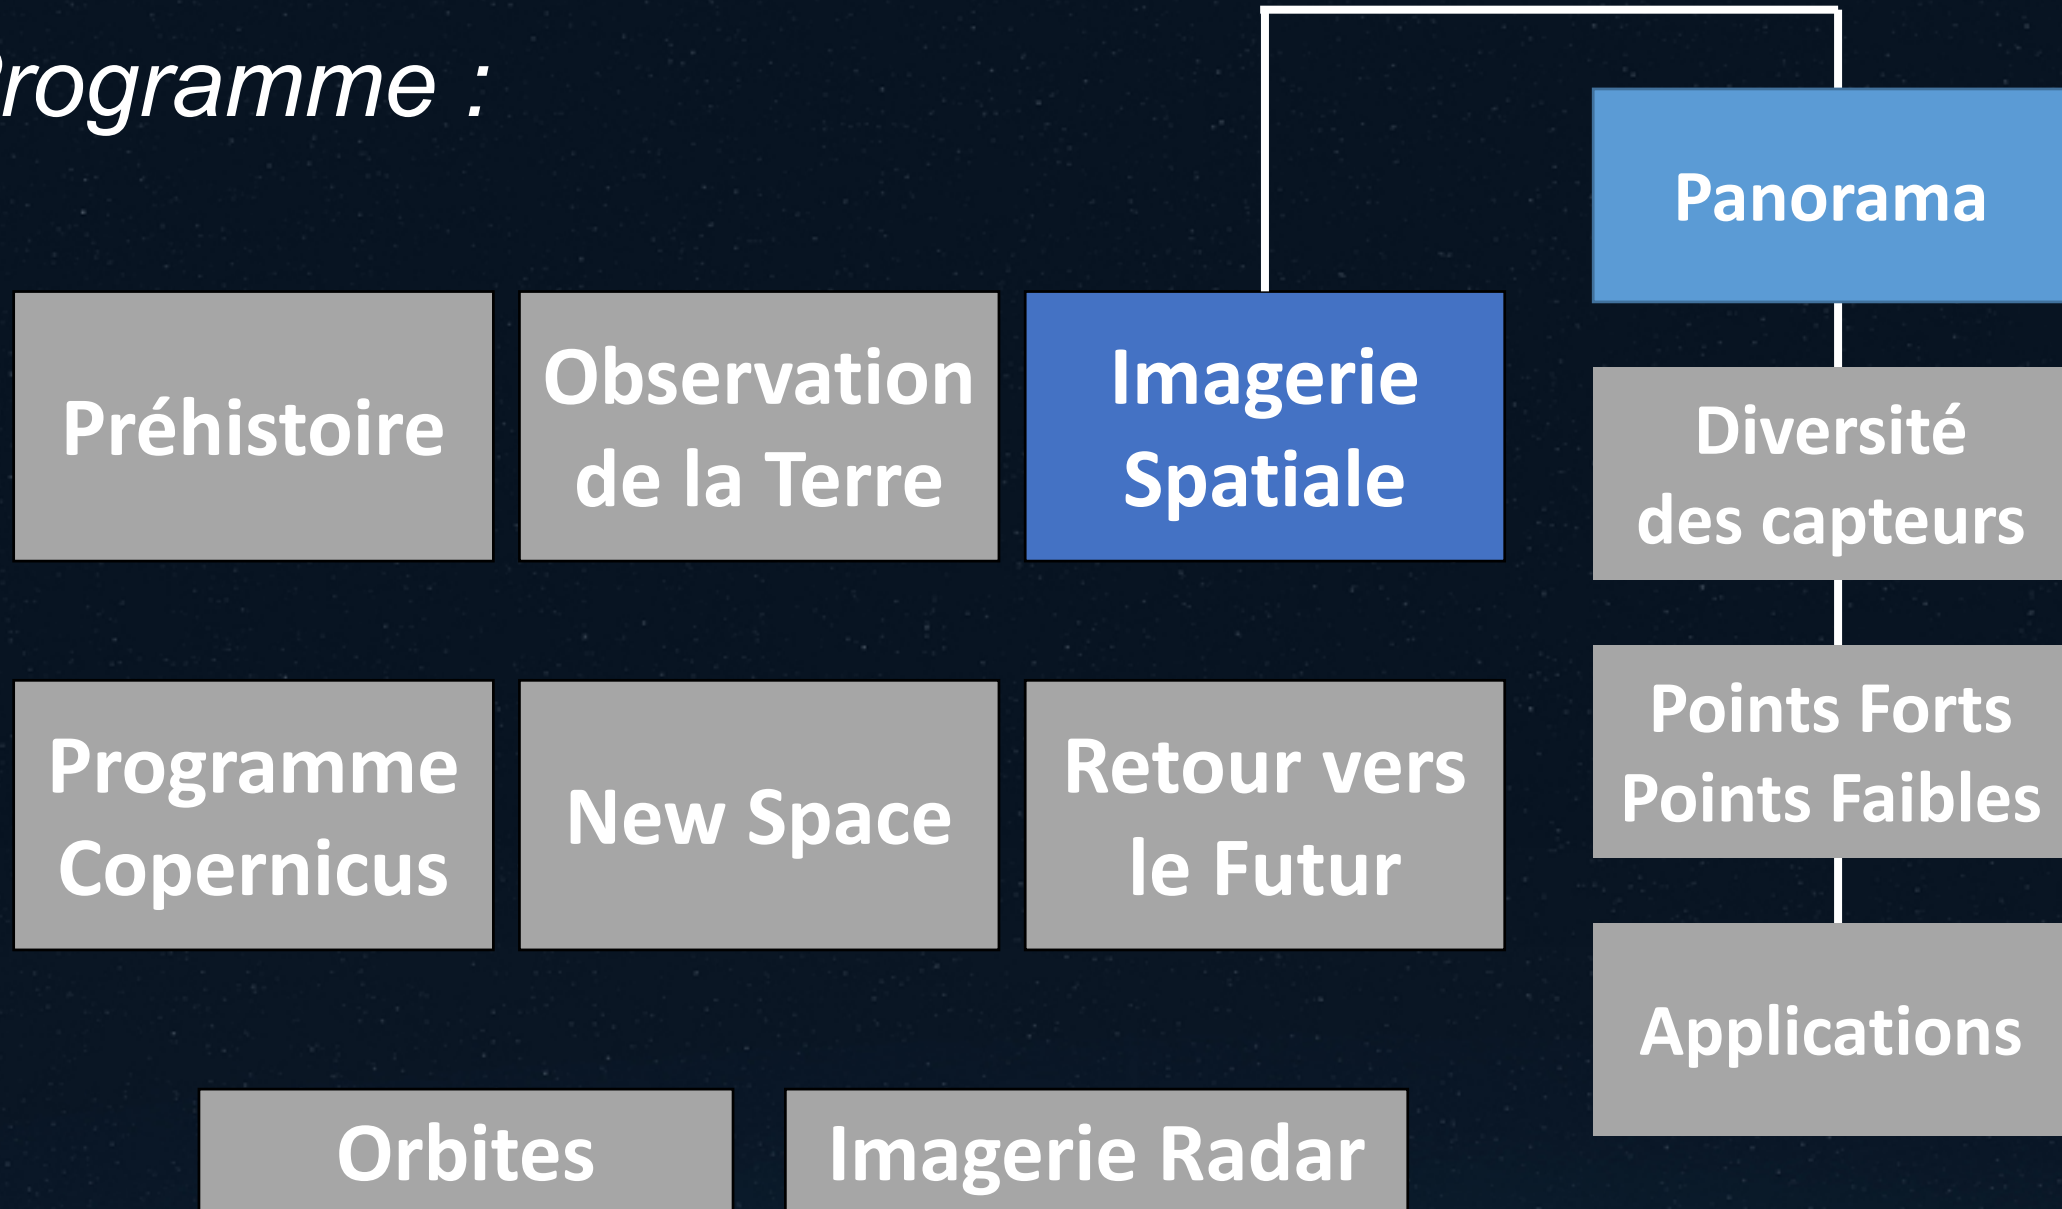 Programme :
Préhistoire
Observation
de la Terre
Imagerie
Spatiale
Programme
Copernicus
New Space
Retour vers
le Futur
Orbites
Imagerie Radar
Panorama
Diversité
des capteurs
Points Forts
Points Faibles
Applications